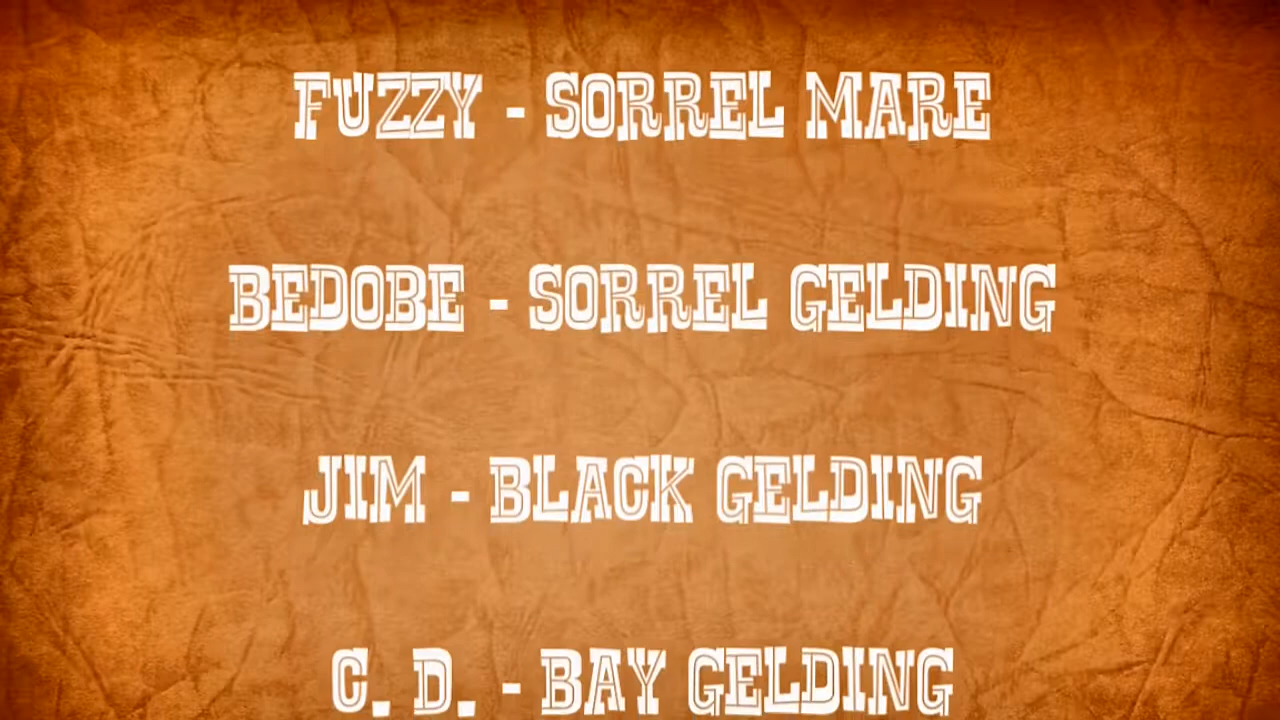 FUZZY - SORREL MARE
BEDOBE - SORREL GELDING
JIM - BLACK GELDING
C. D. - BAY GELDING